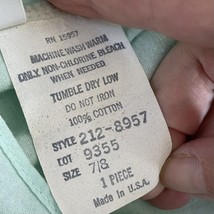 RN 15957
MACHINE WASH WARM
ONLY NON-CHLORINE BLEACH
WHEN NEEDED
TUMBLE DRY LOW
DO NOT IRON
100% COTTON
STYLE 212-8957
LOT 9355
SIZE 7/8
1 PIECE
Made in U.S.A.